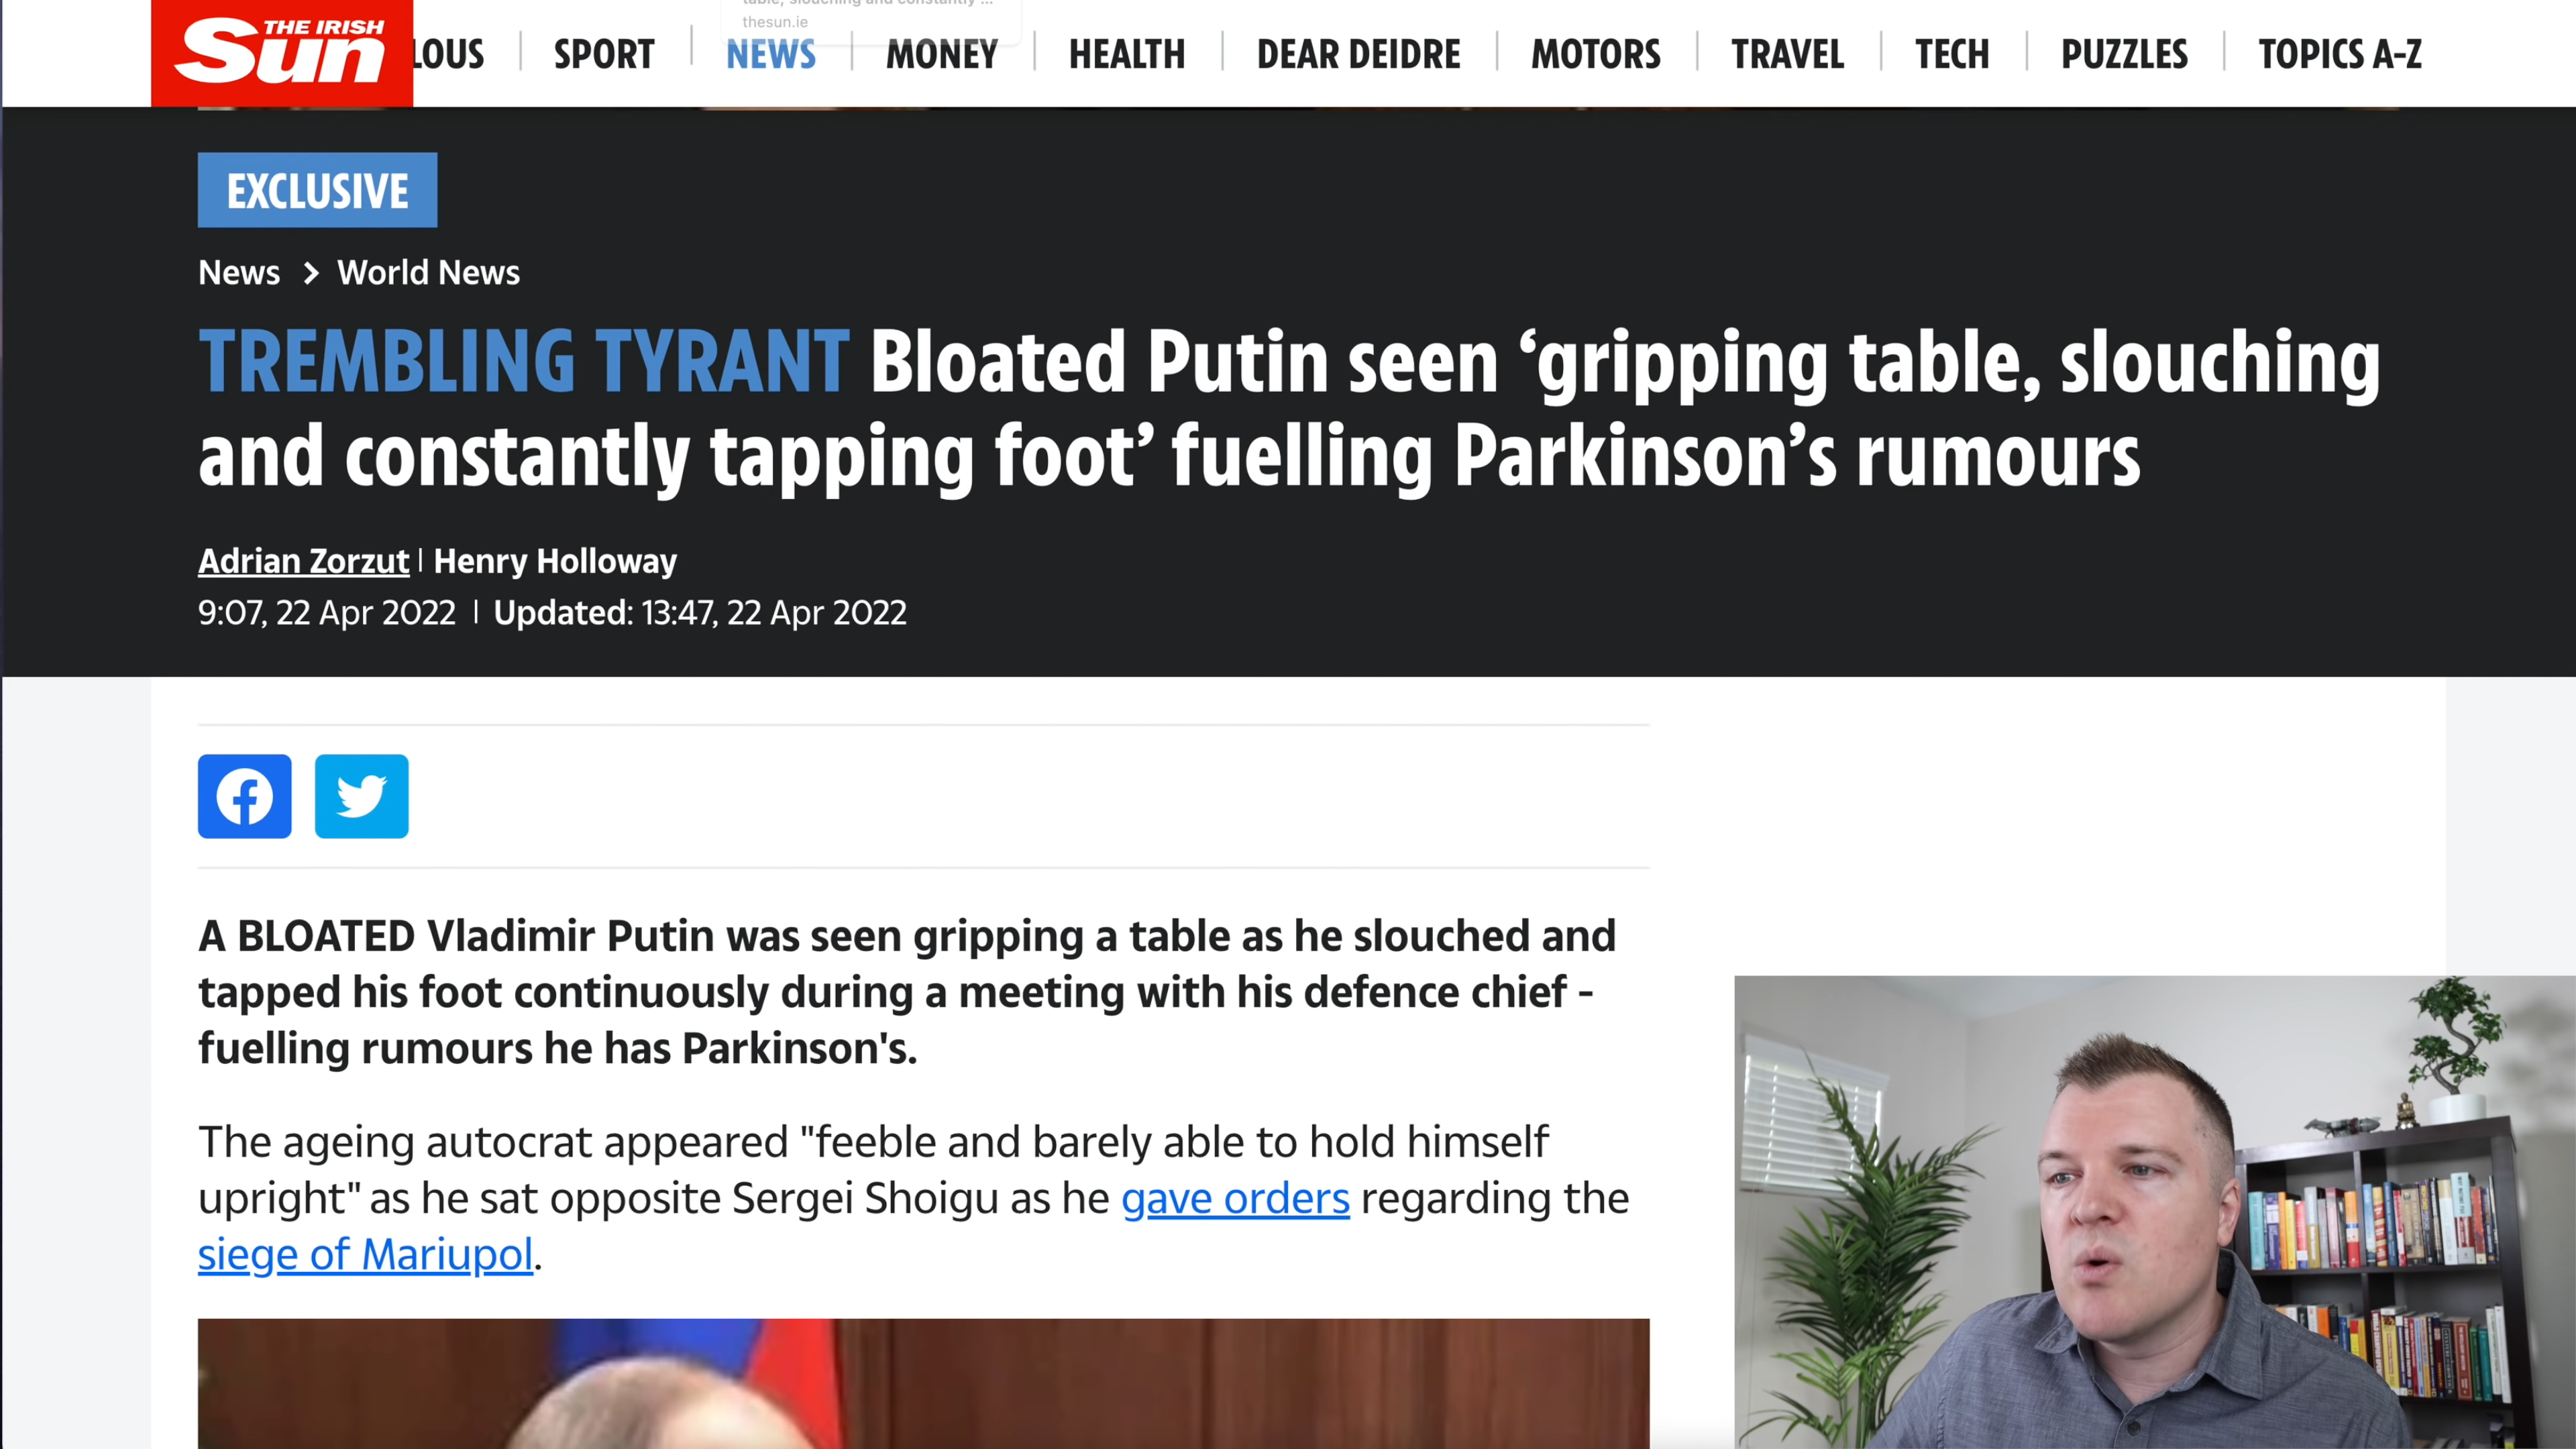 table, slouching and constantly ...
thesun.ie
THE IRISH
Sun
LOUS
SPORT
NEWS
MONEY
HEALTH
DEAR DEIDRE
MOTORS
TRAVEL
TECH
PUZZLES
TOPICS A-Z
EXCLUSIVE
News > World News
TREMBLING TYRANT Bloated Putin seen ‘gripping table, slouching
and constantly tapping foot’ fuelling Parkinson’s rumours
Adrian Zorzut | Henry Holloway
9:07, 22 Apr 2022 | Updated: 13:47, 22 Apr 2022
A BLOATED Vladimir Putin was seen gripping a table as he slouched and
tapped his foot continuously during a meeting with his defence chief -
fuelling rumours he has Parkinson's.
The ageing autocrat appeared "feeble and barely able to hold himself
upright" as he sat opposite Sergei Shoigu as he gave orders regarding the
siege of Mariupol.